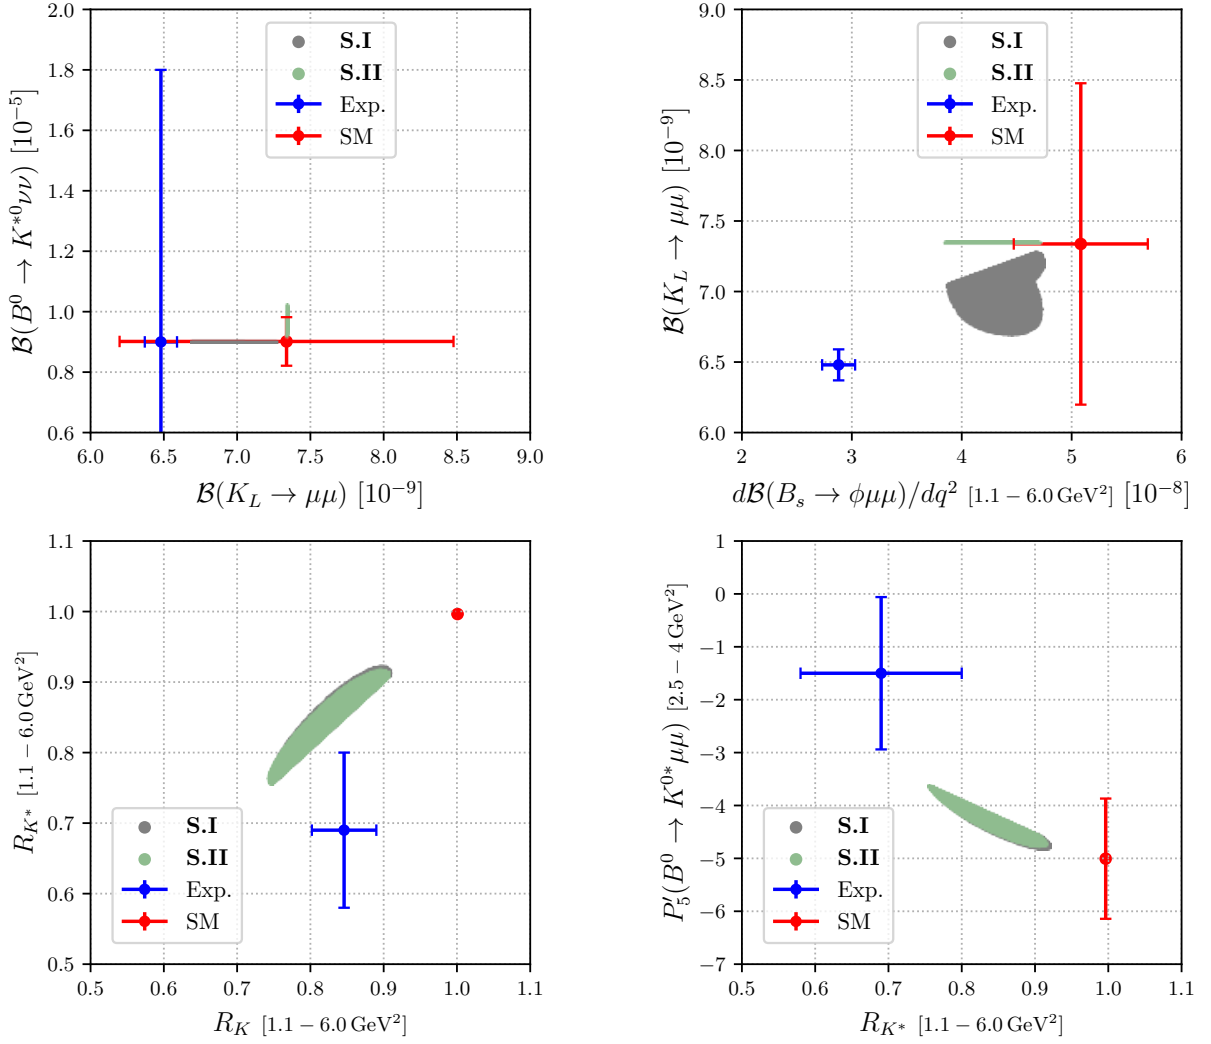 2.0
1.8
1.6
1.4
1.2
1.0
0.8
0.6
6.0 6.5 7.0 7.5 8.0 8.5 9.0
B(B⁰ → K*⁰νν) [10⁻⁵]
B(K_L → μμ) [10⁻⁹]
S.I
S.II
Exp.
SM
9.0
8.5
8.0
7.5
7.0
6.5
6.0
2 3 4 5 6
B(K_L → μμ) [10⁻⁹]
dB(B_s → ϕμμ)/dq² [1.1 − 6.0 GeV²] [10⁻⁸]
S.I
S.II
Exp.
SM
1.1
1.0
0.9
0.8
0.7
0.6
0.5
0.5 0.6 0.7 0.8 0.9 1.0 1.1
R_K* [1.1 − 6.0 GeV²]
R_K [1.1 − 6.0 GeV²]
S.I
S.II
Exp.
SM
1
0
−1
−2
−3
−4
−5
−6
−7
0.5 0.6 0.7 0.8 0.9 1.0 1.1
P₅′(B⁰ → K⁰*μμ) [2.5 − 4 GeV²]
R_K* [1.1 − 6.0 GeV²]
S.I
S.II
Exp.
SM